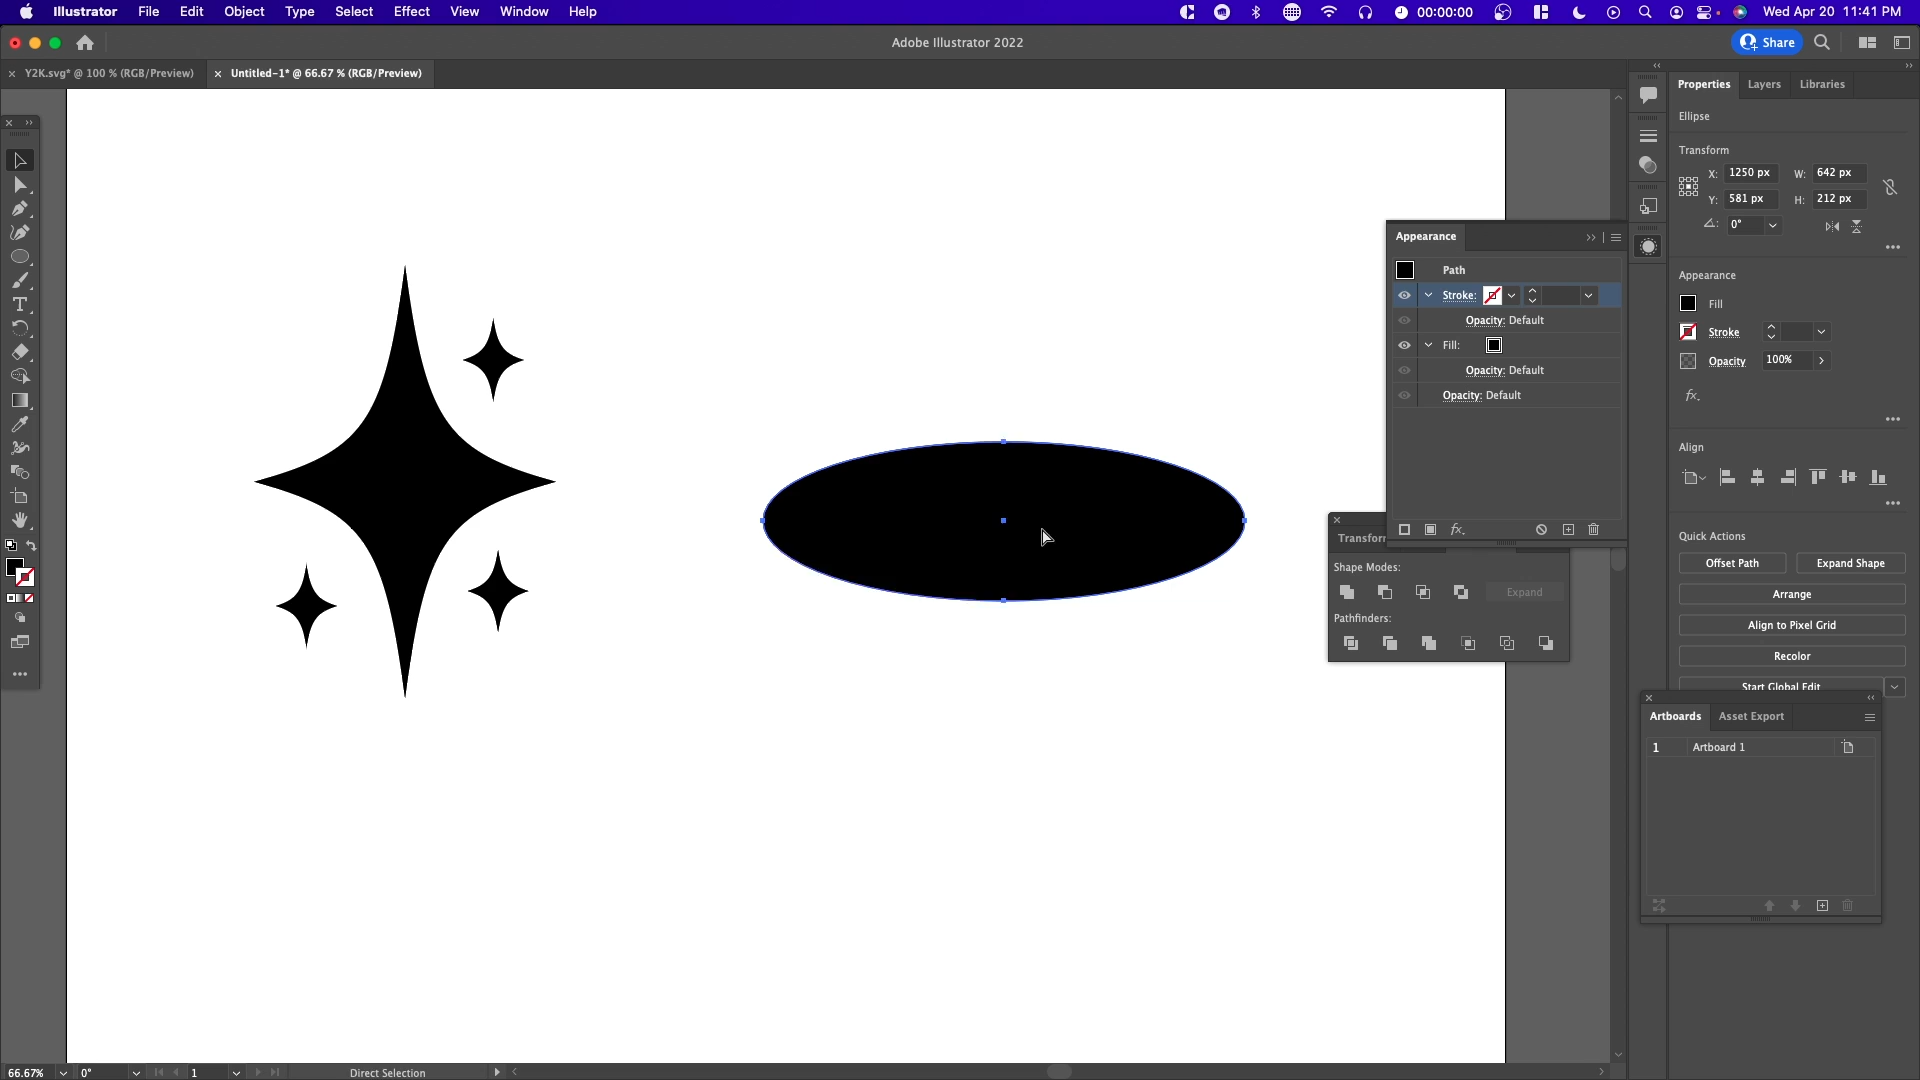 Illustrator File Edit Object Type Select Effect View Window Help 00:00:00 Wed Apr 20 11:41 PM
Adobe Illustrator 2022 Share
Y2K.svg* @ 100 % (RGB/Preview) Untitled-1* @ 66.67 % (RGB/Preview)
Properties Layers Libraries
Ellipse
Transform
X: 1250 px W: 642 px
Y: 581 px H: 212 px
0°
Appearance
Fill
Stroke
Opacity 100%
fx.
Align
Quick Actions
Offset Path Expand Shape
Arrange
Align to Pixel Grid
Recolor
Start Global Edit
Appearance
Path
Stroke:
Opacity: Default
Fill:
Opacity: Default
Opacity: Default
fx.
Transform
Shape Modes:
Expand
Pathfinders:
Artboards Asset Export
1 Artboard 1
66.67% 0° 1 Direct Selection